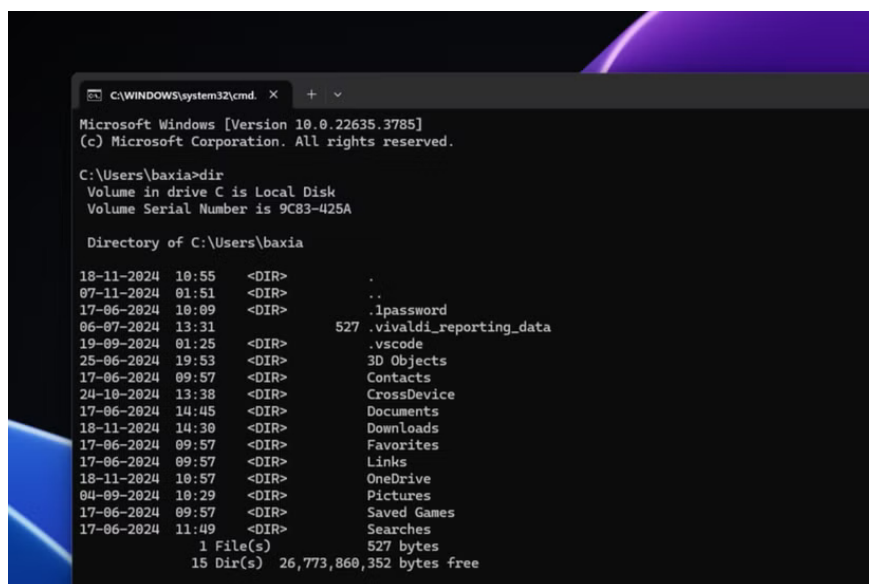 C:\WINDOWS\system32\cmd.
Microsoft Windows [Version 10.0.22635.3785]
(c) Microsoft Corporation. All rights reserved.
C:\Users\baxia>dir
Volume in drive C is Local Disk
Volume Serial Number is 9C83-425A
Directory of C:\Users\baxia
18-11-2024  10:55    <DIR>          .
07-11-2024  01:51    <DIR>          ..
17-06-2024  10:09    <DIR>          .1password
06-07-2024  13:31               527 .vivaldi_reporting_data
19-09-2024  01:25    <DIR>          .vscode
25-06-2024  19:53    <DIR>          3D Objects
17-06-2024  09:57    <DIR>          Contacts
24-10-2024  13:38    <DIR>          CrossDevice
17-06-2024  14:45    <DIR>          Documents
18-11-2024  14:30    <DIR>          Downloads
17-06-2024  09:57    <DIR>          Favorites
17-06-2024  09:57    <DIR>          Links
18-11-2024  10:57    <DIR>          OneDrive
04-09-2024  10:29    <DIR>          Pictures
17-06-2024  09:57    <DIR>          Saved Games
17-06-2024  11:49    <DIR>          Searches
1 File(s)            527 bytes
15 Dir(s)  26,773,860,352 bytes free